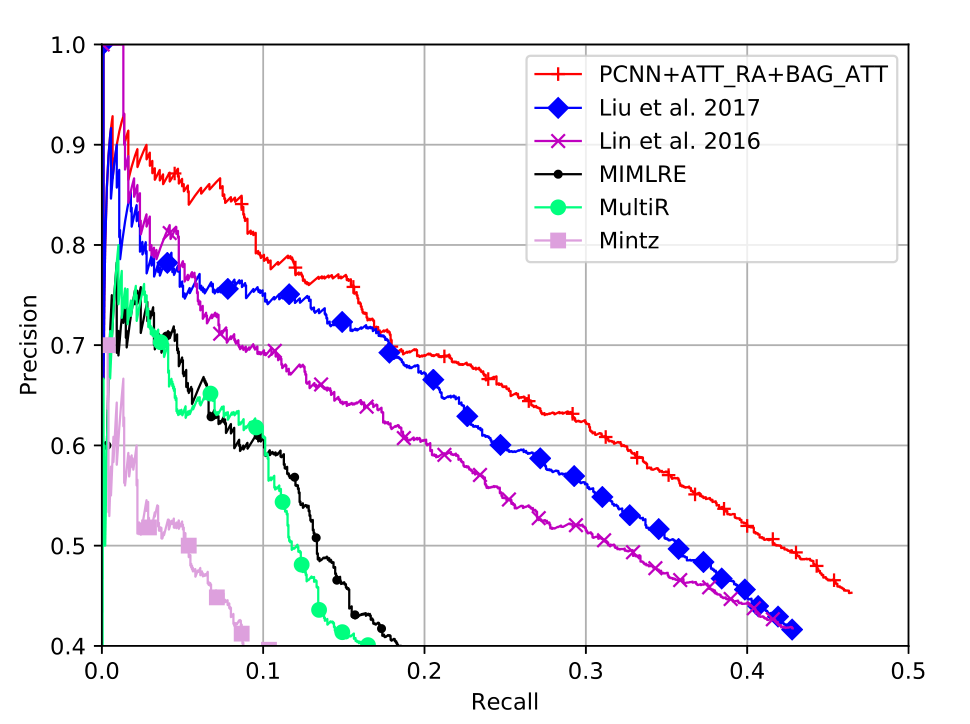 1.0
0.9
0.8
0.7
0.6
0.5
0.4
Precision
PCNN+ATT_RA+BAG_ATT
Liu et al. 2017
Lin et al. 2016
MIMLRE
MultiR
Mintz
0.0 0.1 0.2 0.3 0.4 0.5
Recall